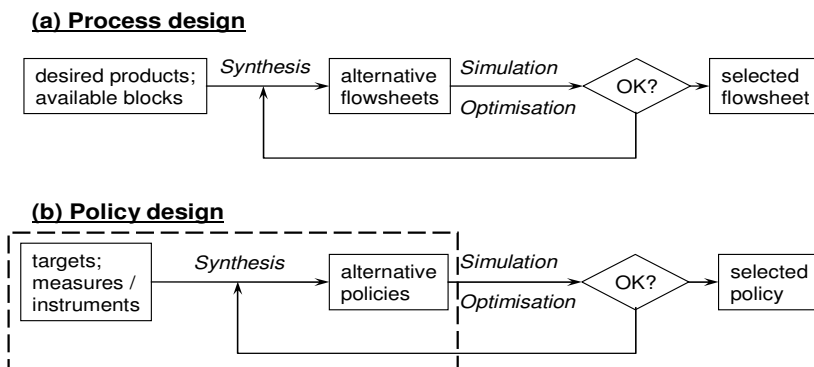 (a) Process design
desired products;
available blocks
Synthesis
alternative
flowsheets
Simulation
Optimisation
OK?
selected
flowsheet
(b) Policy design
targets;
measures /
instruments
Synthesis
alternative
policies
Simulation
Optimisation
OK?
selected
policy